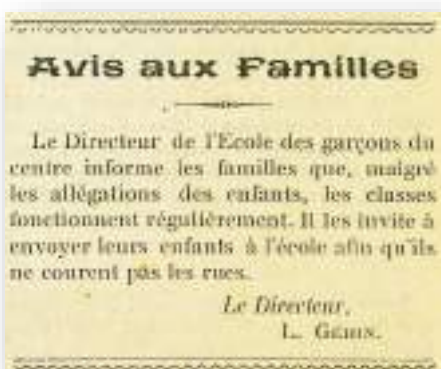 Avis aux Familles
Le Directeur de l'Ecole des garçons du
centre informe les familles que, malgré
les allégations des enfants, les classes
fonctionnent régulièrement. Il les invite à
envoyer leurs enfants à l'école afin qu'ils
ne courent pas les rues.
Le Directeur,
L.